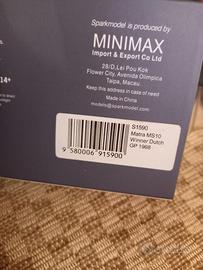 Sparkmodel is produced by
MINIMAX
Import & Export Co Ltd
28/D,Lei Pou Kok
Flower City, Avenida Olimpica
Taipa, Macau
Keep this address in case of need
Made in China
models@sparkmodel.com
14+
S1590
Matra MS10
Winner Dutch
GP 1968
9 580006 915900